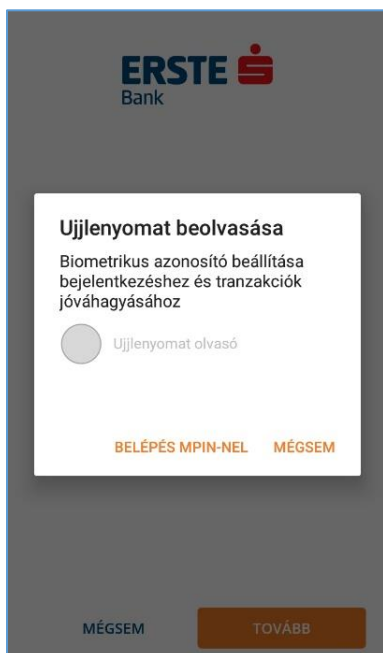 ERSTE
Bank
Ujjlenyomat beolvasása
Biometrikus azonosító beállítása
bejelentkezéshez és tranzakciók
jóváhagyásához
Ujjlenyomat olvasó
BELÉPÉS MPIN-NEL MÉGSEM
MÉGSEM TOVÁBB